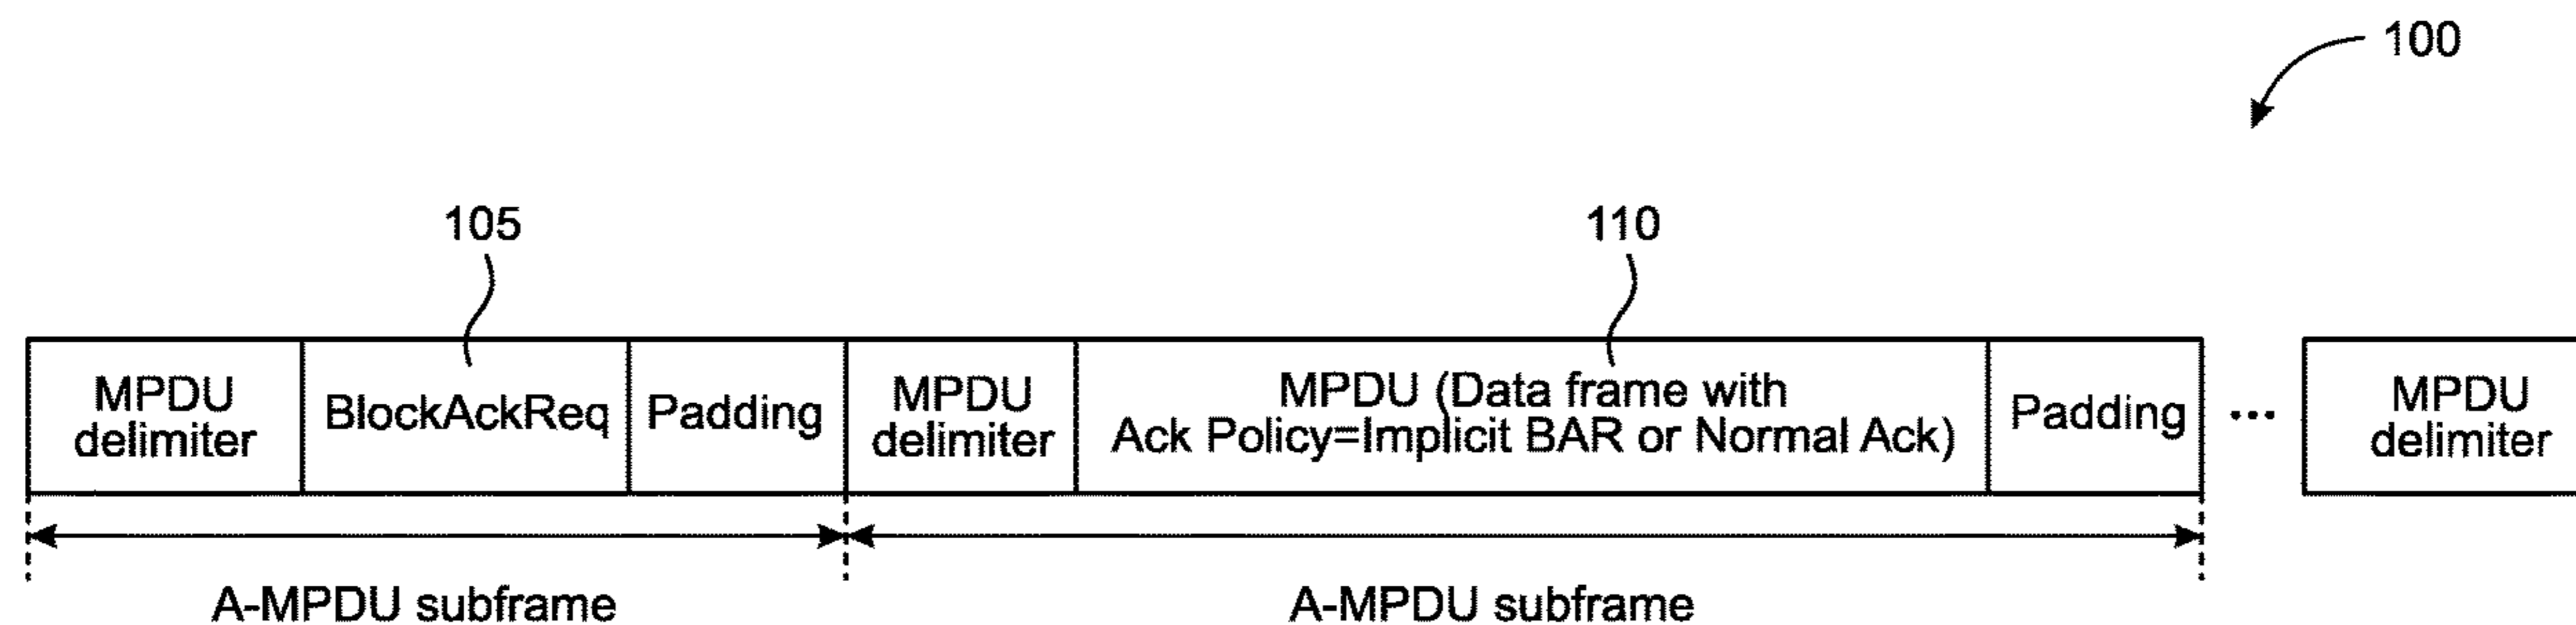 100
105
110
MPDU
delimiter
BlockAckReq
Padding
MPDU
delimiter
MPDU (Data frame with
Ack Policy=Implicit BAR or Normal Ack)
Padding
...
MPDU
delimiter
A-MPDU subframe
A-MPDU subframe